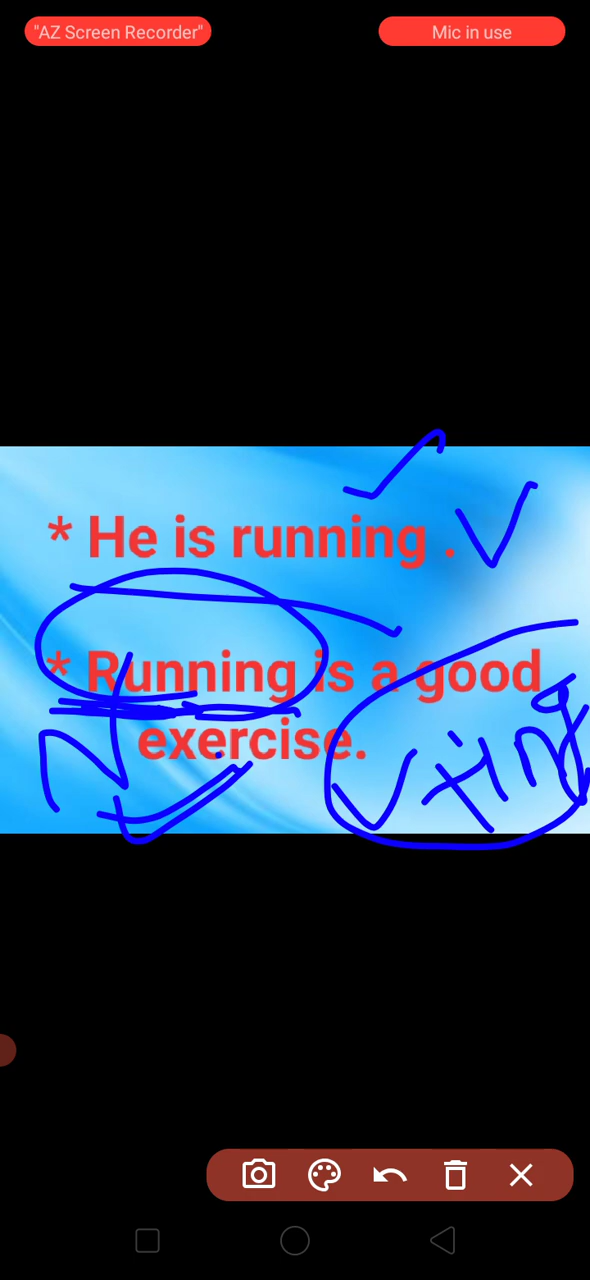 "AZ Screen Recorder" Mic in use
* He is running . V
* Running is a good
exercise.
N V+ing